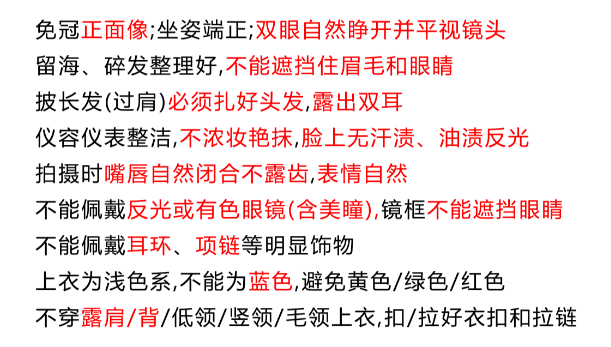 免冠正面像;坐姿端正;双眼自然睁开并平视镜头
留海、碎发整理好,不能遮挡住眉毛和眼睛
披长发(过肩)必须扎好头发,露出双耳
仪容仪表整洁,不浓妆艳抹,脸上无汗渍、油渍反光
拍摄时嘴唇自然闭合不露齿,表情自然
不能佩戴反光或有色眼镜(含美瞳),镜框不能遮挡眼睛
不能佩戴耳环、项链等明显饰物
上衣为浅色系,不能为蓝色,避免黄色/绿色/红色
不穿露肩/背/低领/竖领/毛领上衣,扣/拉好衣扣和拉链